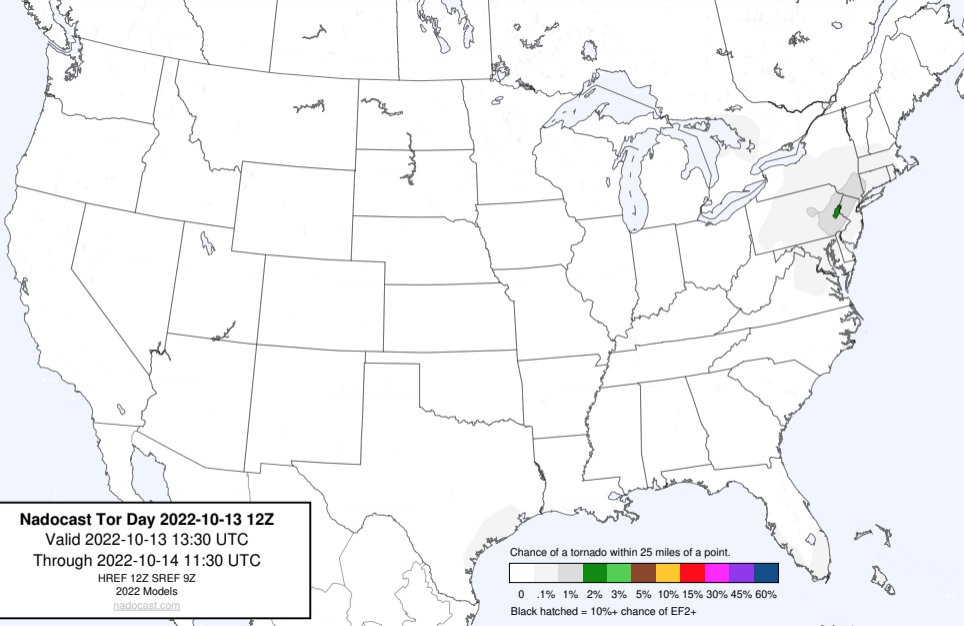 Nadocast Tor Day 2022-10-13 12Z
Valid 2022-10-13 13:30 UTC
Through 2022-10-14 11:30 UTC
HREF 12Z SREF 9Z
2022 Models
nadocast.com
Chance of a tornado within 25 miles of a point.
0 .1% 1% 2% 3% 5% 10% 15% 30% 45% 60%
Black hatched = 10%+ chance of EF2+